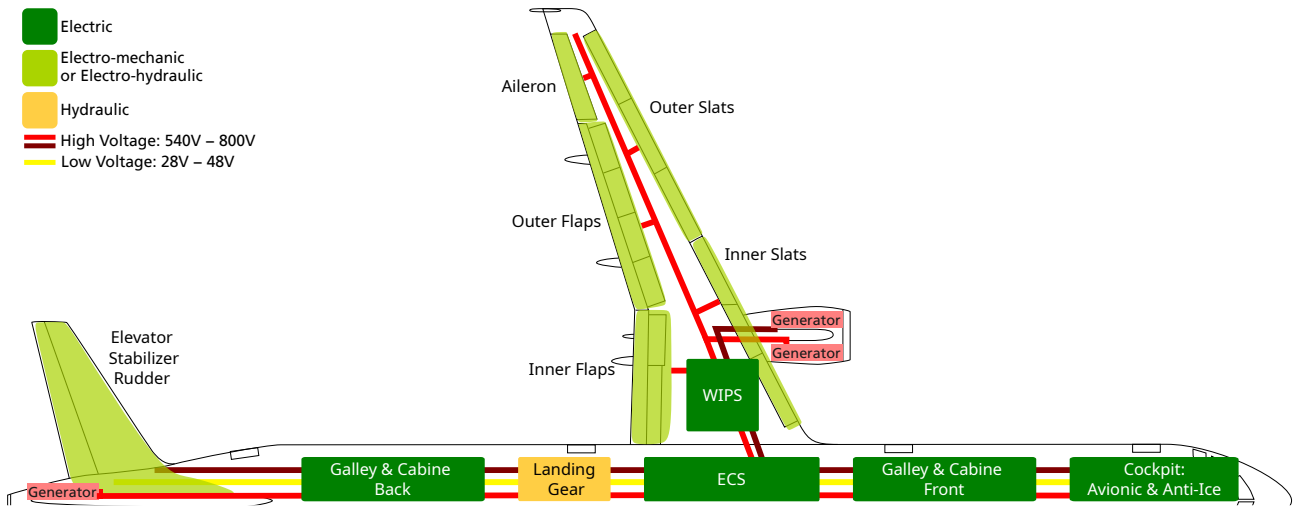 Electric
Electro-mechanic
or Electro-hydraulic
Hydraulic
High Voltage: 540V – 800V
Low Voltage: 28V – 48V
Aileron
Outer Slats
Outer Flaps
Inner Slats
Generator
Generator
Elevator
Stabilizer
Rudder
Inner Flaps
WIPS
Generator
Galley & Cabine
Back
Landing
Gear
ECS
Galley & Cabine
Front
Cockpit:
Avionic & Anti-Ice